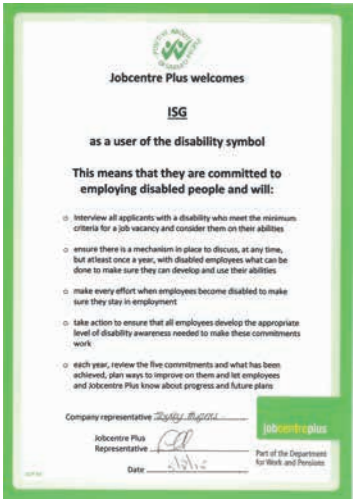 POSITIVE ABOUT
DISABLED PEOPLE
Jobcentre Plus welcomes
ISG
as a user of the disability symbol
This means that they are committed to
employing disabled people and will:
o interview all applicants with a disability who meet the minimum
criteria for a job vacancy and consider them on their abilities
o ensure there is a mechanism in place to discuss, at any time,
but atleast once a year, with disabled employees what can be
done to make sure they can develop and use their abilities
o make every effort when employees become disabled to make
sure they stay in employment
o take action to ensure that all employees develop the appropriate
level of disability awareness needed to make these commitments
work
o each year, review the five commitments and what has been
achieved, plan ways to improve on them and let employees
and Jobcentre Plus know about progress and future plans
Company representative
Jobcentre Plus
Representative
Date
jobcentreplus
Part of the Department
for Work and Pensions